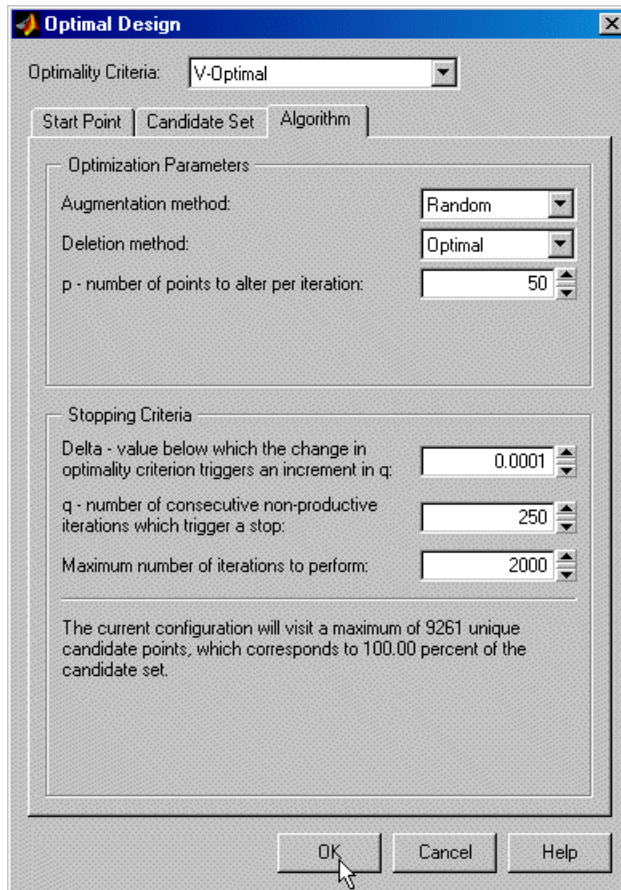 Optimal Design
Optimality Criteria: V-Optimal
Start Point Candidate Set Algorithm
Optimization Parameters
Augmentation method: Random
Deletion method: Optimal
p - number of points to alter per iteration: 50
Stopping Criteria
Delta - value below which the change in
optimality criterion triggers an increment in q: 0.0001
q - number of consecutive non-productive
iterations which trigger a stop: 250
Maximum number of iterations to perform: 2000
The current configuration will visit a maximum of 9261 unique
candidate points, which corresponds to 100.00 percent of the
candidate set.
OK Cancel Help